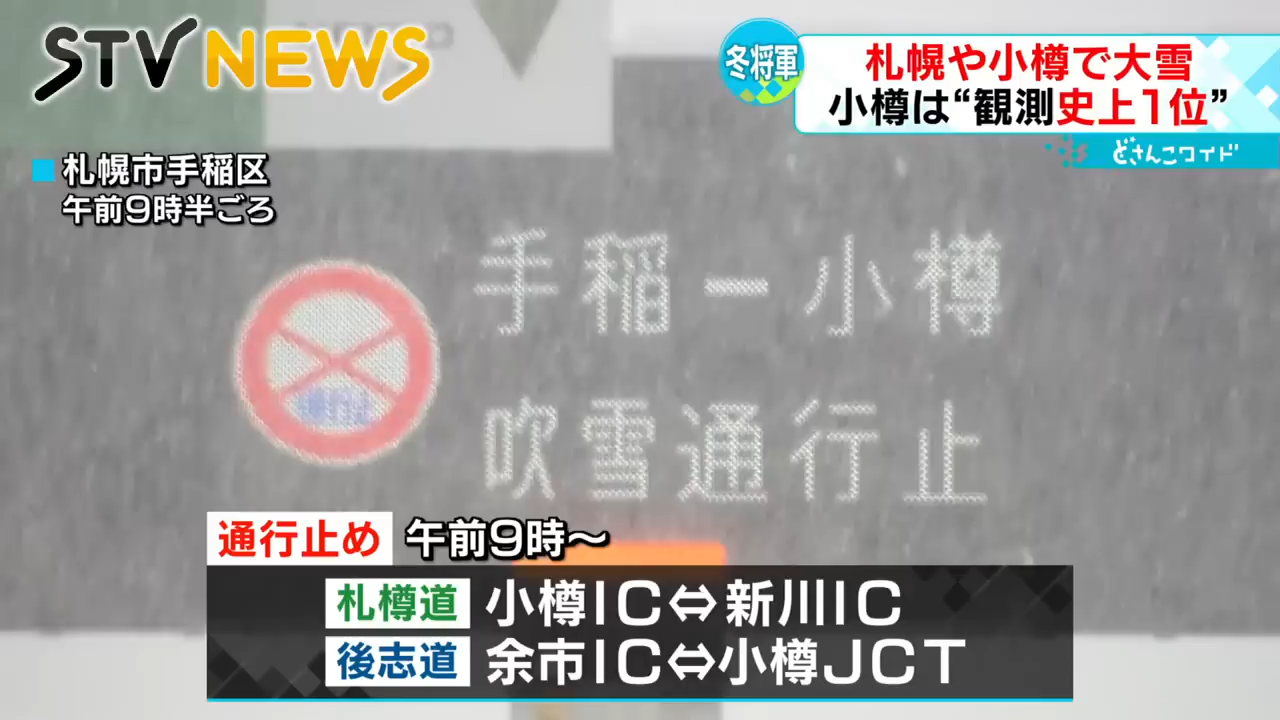 STV NEWS
冬将軍
札幌や小樽で大雪
小樽は“観測史上1位”
どさんこワイド
札幌市手稲区
午前9時半ごろ
手稲ー小樽
吹雪通行止
通行止め 午前9時～
札樽道 小樽IC⇔新川IC
後志道 余市IC⇔小樽JCT